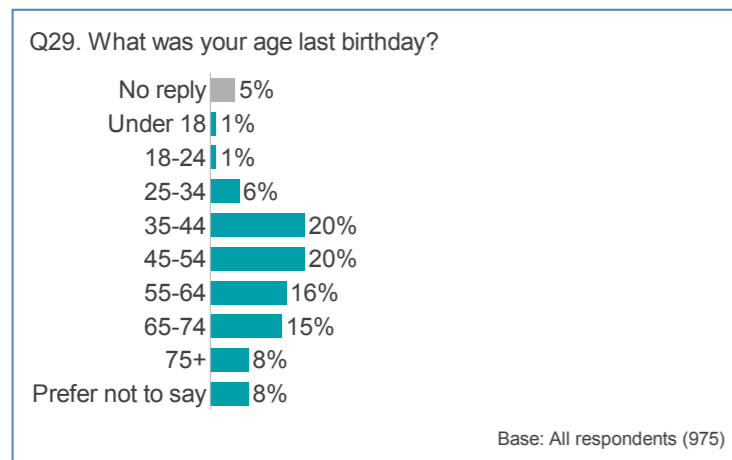 Q29. What was your age last birthday?
No reply 5%
Under 18 1%
18-24 1%
25-34 6%
35-44 20%
45-54 20%
55-64 16%
65-74 15%
75+ 8%
Prefer not to say 8%
Base: All respondents (975)